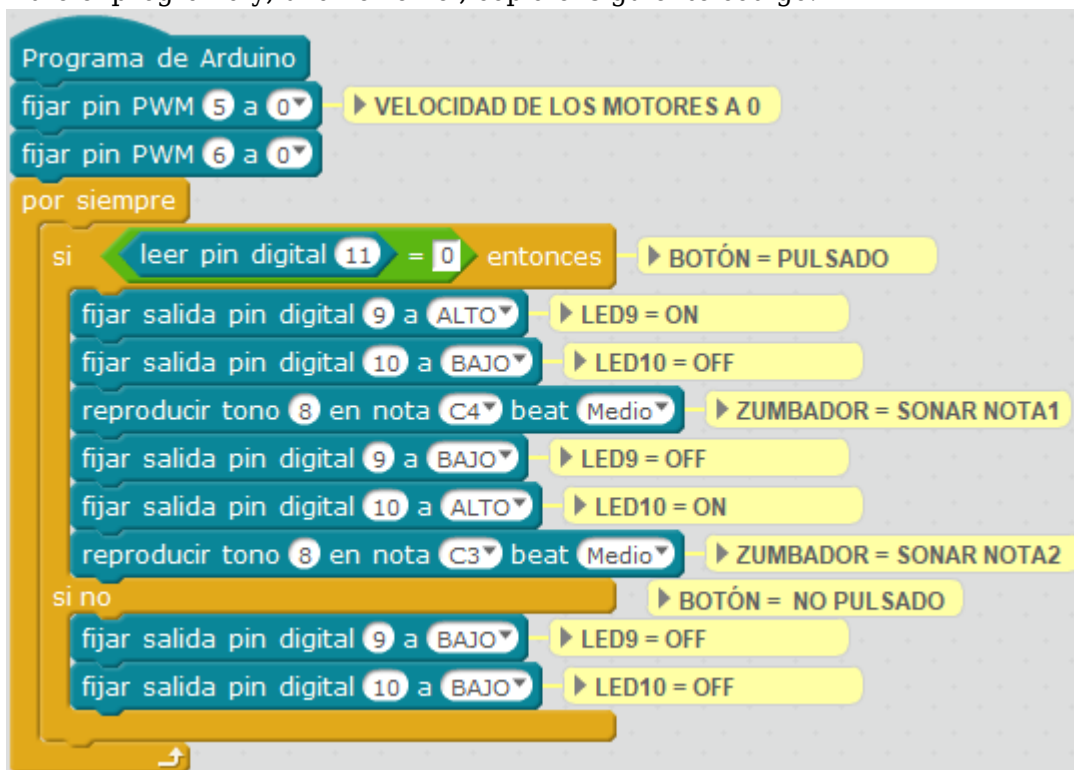 Programa de Arduino
fijar pin PWM 5 a 0 VELOCIDAD DE LOS MOTORES A 0
fijar pin PWM 6 a 0
por siempre
si leer pin digital 11 = 0 entonces BOTÓN = PULSADO
fijar salida pin digital 9 a ALTO LED9 = ON
fijar salida pin digital 10 a BAJO LED10 = OFF
reproducir tono 8 en nota C4 beat Medio ZUMBADOR = SONAR NOTA1
fijar salida pin digital 9 a BAJO LED9 = OFF
fijar salida pin digital 10 a ALTO LED10 = ON
reproducir tono 8 en nota C3 beat Medio ZUMBADOR = SONAR NOTA2
si no BOTÓN = NO PULSADO
fijar salida pin digital 9 a BAJO LED9 = OFF
fijar salida pin digital 10 a BAJO LED10 = OFF